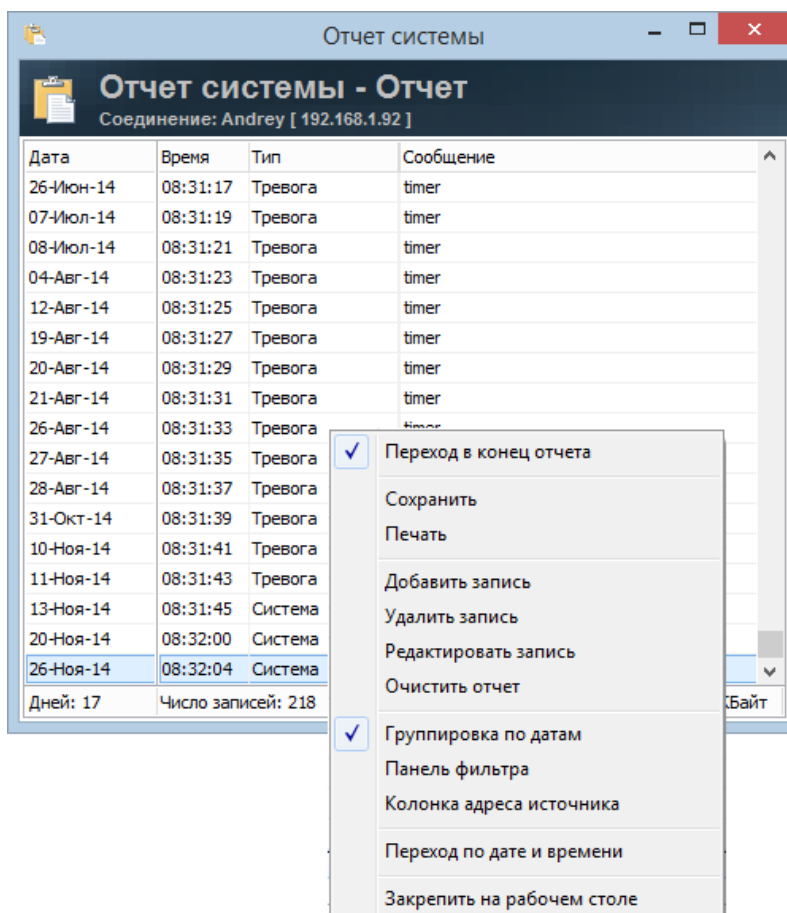 Отчет системы
Отчет системы - Отчет
Соединение: Andrey [ 192.168.1.92 ]
Дата Время Тип Сообщение
26-Июн-14 08:31:17 Тревога timer
07-Июл-14 08:31:19 Тревога timer
08-Июл-14 08:31:21 Тревога timer
04-Авг-14 08:31:23 Тревога timer
12-Авг-14 08:31:25 Тревога timer
19-Авг-14 08:31:27 Тревога timer
20-Авг-14 08:31:29 Тревога timer
21-Авг-14 08:31:31 Тревога timer
26-Авг-14 08:31:33 Тревога timer
27-Авг-14 08:31:35 Тревога
28-Авг-14 08:31:37 Тревога
31-Окт-14 08:31:39 Тревога
10-Ноя-14 08:31:41 Тревога
11-Ноя-14 08:31:43 Тревога
13-Ноя-14 08:31:45 Система
20-Ноя-14 08:32:00 Система
26-Ноя-14 08:32:04 Система
Дней: 17 Число записей: 218 КБайт
Переход в конец отчета
Сохранить
Печать
Добавить запись
Удалить запись
Редактировать запись
Очистить отчет
Группировка по датам
Панель фильтра
Колонка адреса источника
Переход по дате и времени
Закрепить на рабочем столе